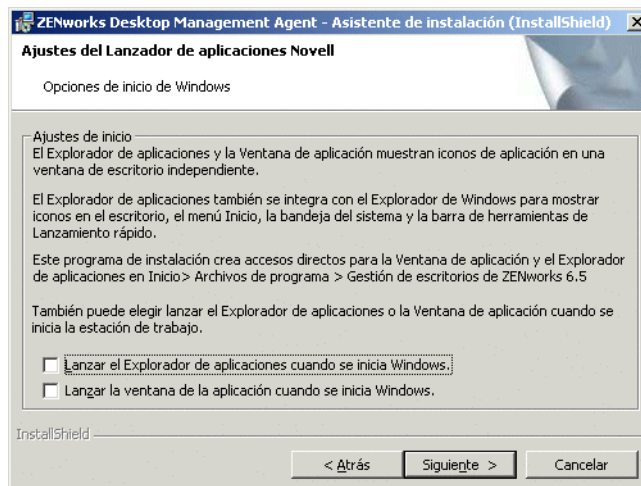 ZENworks Desktop Management Agent - Asistente de instalación (InstallShield)
Ajustes del Lanzador de aplicaciones Novell
Opciones de inicio de Windows
Ajustes de inicio
El Explorador de aplicaciones y la Ventana de aplicación muestran iconos de aplicación en una
ventana de escritorio independiente.
El Explorador de aplicaciones también se integra con el Explorador de Windows para mostrar
iconos en el escritorio, el menú Inicio, la bandeja del sistema y la barra de herramientas de
Lanzamiento rápido.
Este programa de instalación crea accesos directos para la Ventana de aplicación y el Explorador
de aplicaciones en Inicio> Archivos de programa > Gestión de escritorios de ZENworks 6.5
También puede elegir lanzar el Explorador de aplicaciones o la Ventana de aplicación cuando se
inicia la estación de trabajo.
Lanzar el Explorador de aplicaciones cuando se inicia Windows.
Lanzar la ventana de la aplicación cuando se inicia Windows.
InstallShield
< Atrás
Siguiente >
Cancelar